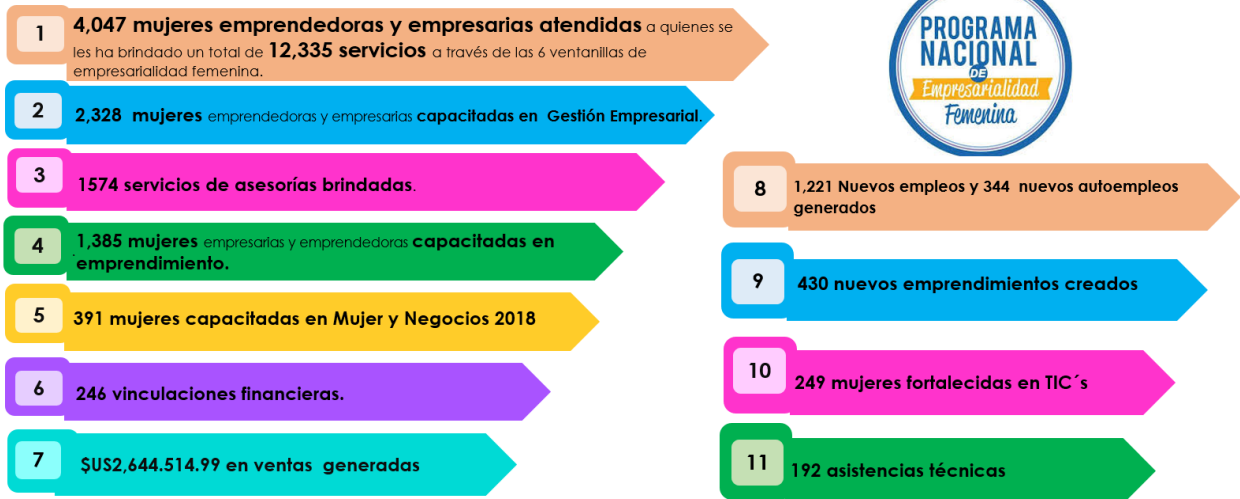 1
4,047 mujeres emprendedoras y empresarias atendidas a quienes se
les ha brindado un total de 12,335 servicios a través de las 6 ventanillas de
empresarialidad femenina.
2
2,328 mujeres emprendedoras y empresarias capacitadas en Gestión Empresarial.
3
1574 servicios de asesorías brindadas.
4
1,385 mujeres empresarias y emprendedoras capacitadas en
emprendimiento.
5
391 mujeres capacitadas en Mujer y Negocios 2018
6
246 vinculaciones financieras.
7
$US2,644.514.99 en ventas generadas
PROGRAMA
NACIONAL
DE
Empresarialidad
Femenina
8
1,221 Nuevos empleos y 344 nuevos autoempleos
generados
9
430 nuevos emprendimientos creados
10
249 mujeres fortalecidas en TIC´s
11
192 asistencias técnicas